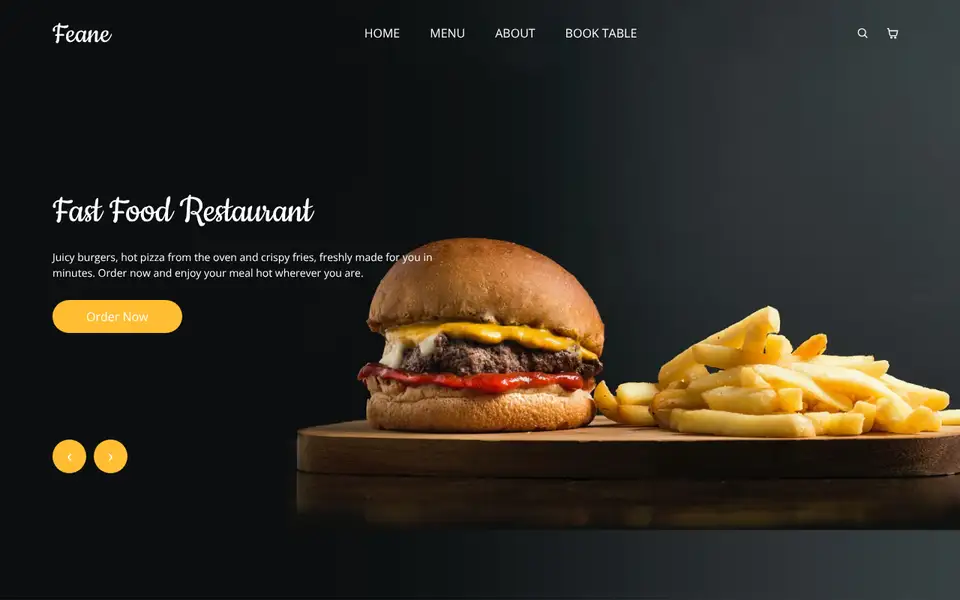 Feane
HOME MENU ABOUT BOOK TABLE
Fast Food Restaurant
Juicy burgers, hot pizza from the oven and crispy fries, freshly made for you in
minutes. Order now and enjoy your meal hot wherever you are.
Order Now
‹ ›